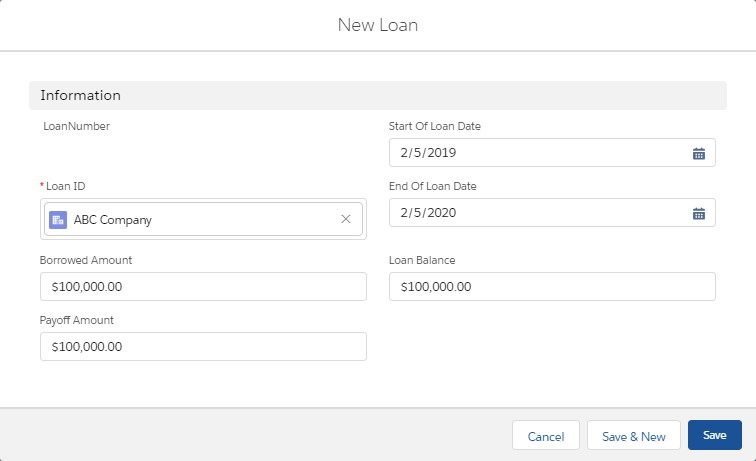 New Loan
Information
LoanNumber
Start Of Loan Date
2/5/2019
* Loan ID
ABC Company
End Of Loan Date
2/5/2020
Borrowed Amount
$100,000.00
Loan Balance
$100,000.00
Payoff Amount
$100,000.00
Cancel
Save & New
Save